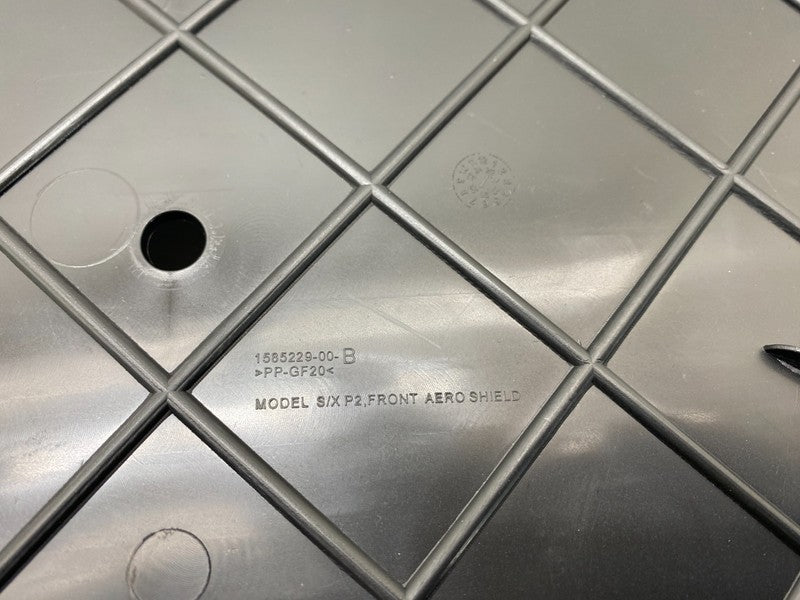 1585229-00-B
>PP-GF20<
MODEL S/X P2,FRONT AERO SHIELD